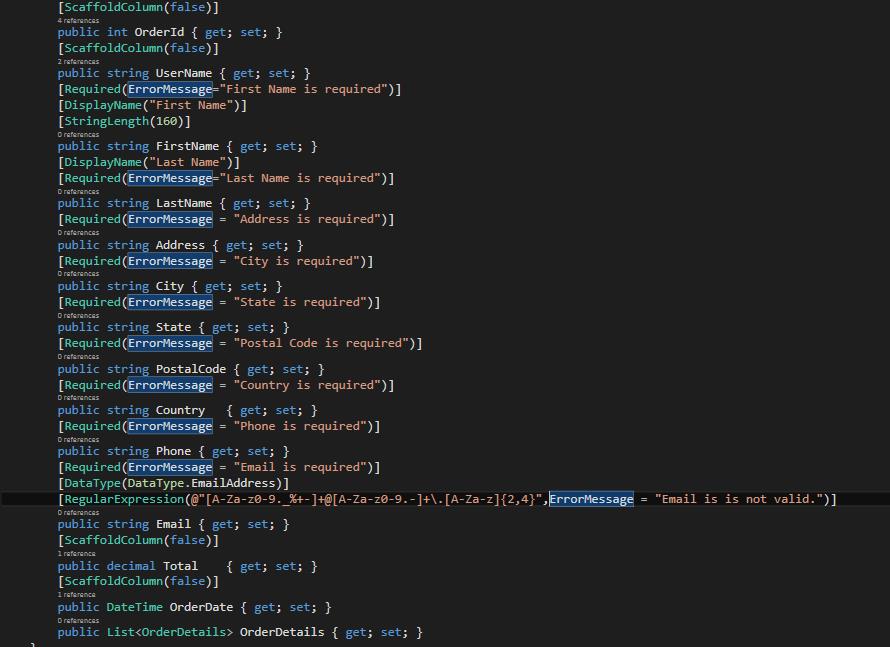 [ScaffoldColumn(false)]
4 references
public int OrderId { get; set; }
[ScaffoldColumn(false)]
2 references
public string UserName { get; set; }
[Required(ErrorMessage="First Name is required")]
[DisplayName("First Name")]
[StringLength(160)]
0 references
public string FirstName { get; set; }
[DisplayName("Last Name")]
[Required(ErrorMessage="Last Name is required")]
0 references
public string LastName { get; set; }
[Required(ErrorMessage = "Address is required")]
0 references
public string Address { get; set; }
[Required(ErrorMessage = "City is required")]
0 references
public string City { get; set; }
[Required(ErrorMessage = "State is required")]
0 references
public string State { get; set; }
[Required(ErrorMessage = "Postal Code is required")]
0 references
public string PostalCode { get; set; }
[Required(ErrorMessage = "Country is required")]
0 references
public string Country   { get; set; }
[Required(ErrorMessage = "Phone is required")]
0 references
public string Phone { get; set; }
[Required(ErrorMessage = "Email is required")]
[DataType(DataType.EmailAddress)]
[RegularExpression(@"[A-Za-z0-9._%+-]+@[A-Za-z0-9.-]+\.[A-Za-z]{2,4}",ErrorMessage = "Email is is not valid.")]
0 references
public string Email { get; set; }
[ScaffoldColumn(false)]
1 reference
public decimal Total    { get; set; }
[ScaffoldColumn(false)]
1 reference
public DateTime OrderDate { get; set; }
0 references
public List<OrderDetails> OrderDetails { get; set; }
}